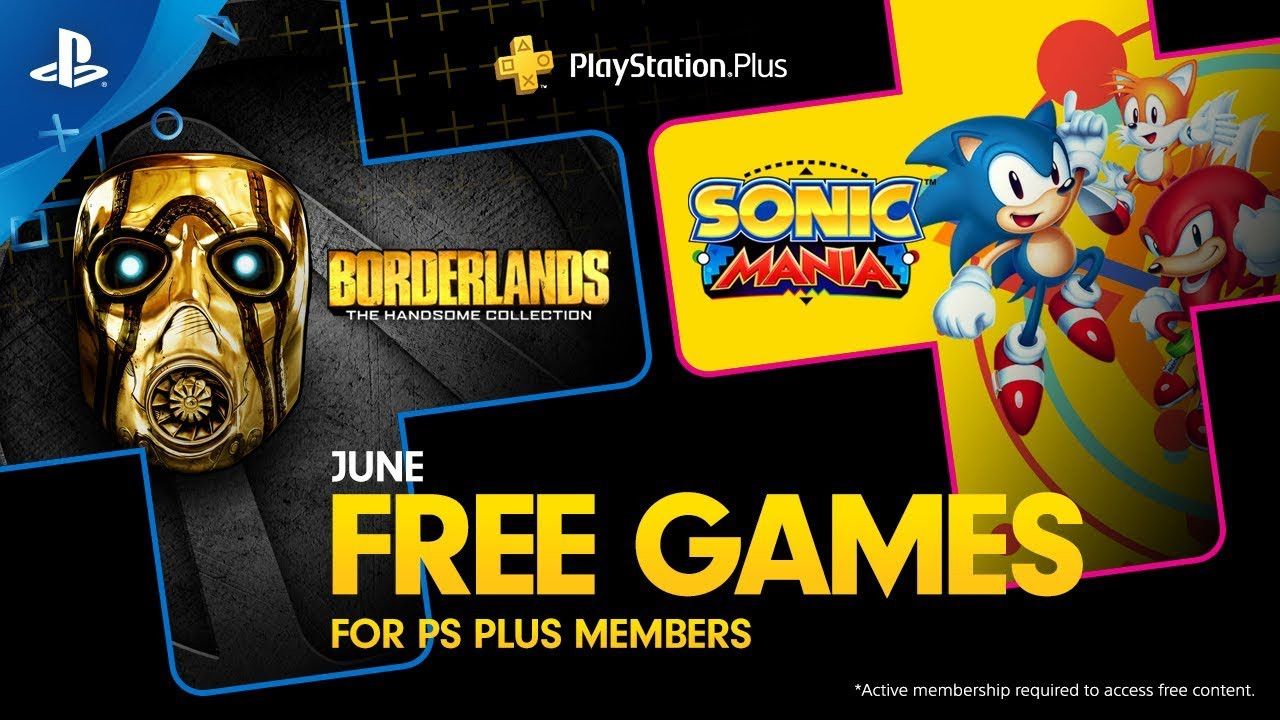 PlayStation®Plus
BORDERLANDS
THE HANDSOME COLLECTION
SONIC™
MANIA
JUNE
FREE GAMES
FOR PS PLUS MEMBERS
*Active membership required to access free content.